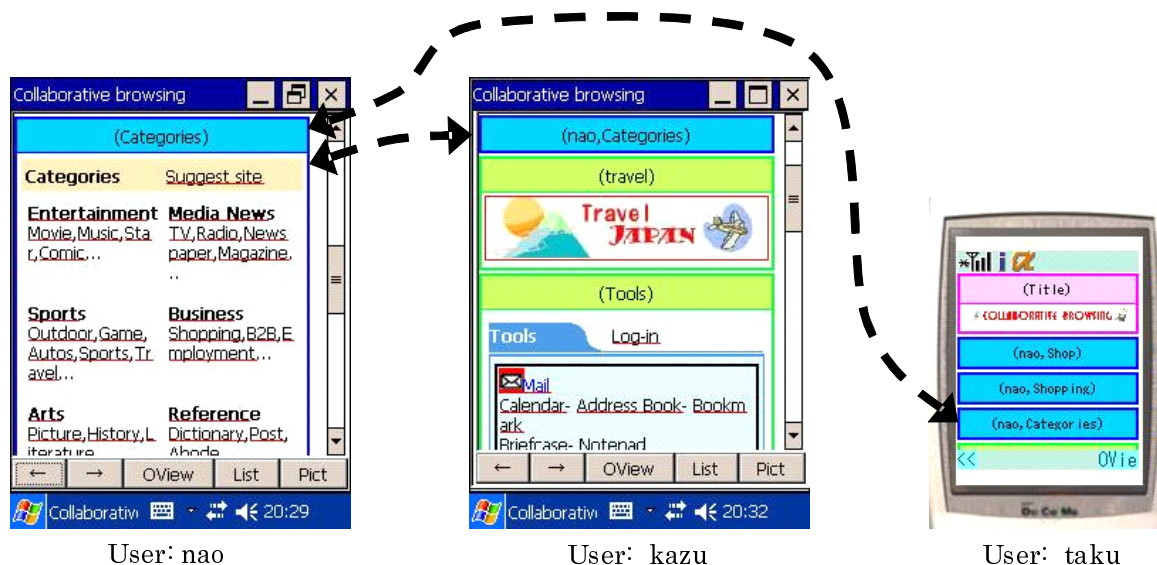 Collaborative browsing
(Categories)
Categories Suggest site
Entertainment Media News
Movie,Music,Sta TV,Radio,News
r,Comic... paper,Magazine,
..
Sports Business
Outdoor,Game, Shopping,B2B,E
Autos,Sports,Tr mployment...
avel...
Arts Reference
Picture,History,L Dictionary,Post,
iterature Abode
← → OView List Pict
Collaborativ 20:29
User: nao
Collaborative browsing
(nao,Categories)
(travel)
Travel
JAPAN
(Tools)
Tools Log-in
Mail
Calendar- Address Book- Bookm
ark
Briefcase- Notepad
← → OView List Pict
Collaborativ 20:32
User: kazu
i α
(Title)
COLLABORATIVE BROWSING
(nao,Shop)
(nao,Shopping)
(nao,Categories)
<< OVie
DoCoMo
User: taku